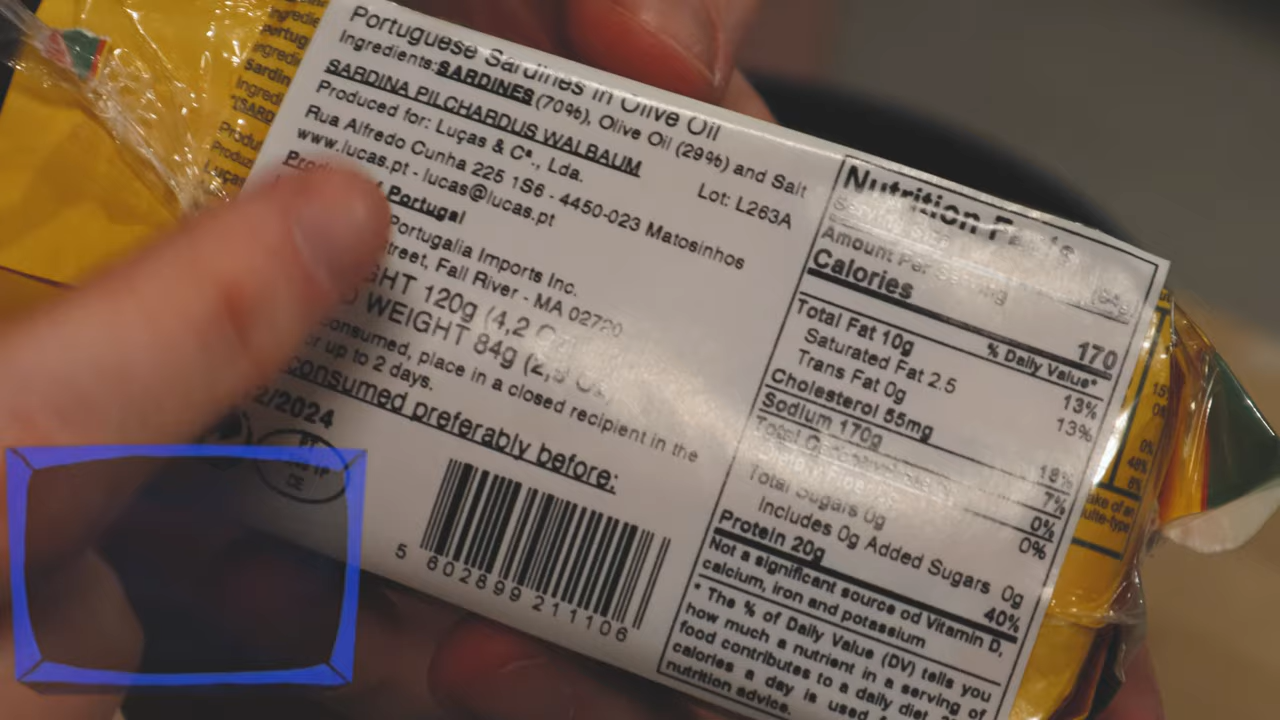 Portuguese Sardines in Olive Oil
Ingredients:SARDINES(70%), Olive Oil (29%) and Salt
SARDINA PILCHARDUS WALBAUM
Produced for: Luças & Cª., Lda.
Lot: L263A
Rua Alfredo Cunha 225 1S6 - 4450-023 Matosinhos
www.lucas.pt - lucas@lucas.pt
Portugal
Portugalia Imports Inc.
Fall River - MA 02720
120g (4,2
WEIGHT 84g
consumed, place in a closed recipient in the
up to 2 days.
consumed preferably before:
2/2024
5 602899 211106
Nutrition Facts
Amount Per
Calories 170
% Daily Value*
Total Fat 10g 13%
Saturated Fat 2.5 13%
Trans Fat 0g
Cholesterol 55mg 18%
Sodium 170g 7%
0%
0%
Total Sugars 0g
Includes 0g Added Sugars 0g
Protein 20g 40%
Not a significant source od Vitamin D,
calcium, iron and potassium
* The % of Daily Value (DV) tells you
how much a nutrient in a serving of
food contributes to a daily diet.
calories a day is used
nutrition advice.